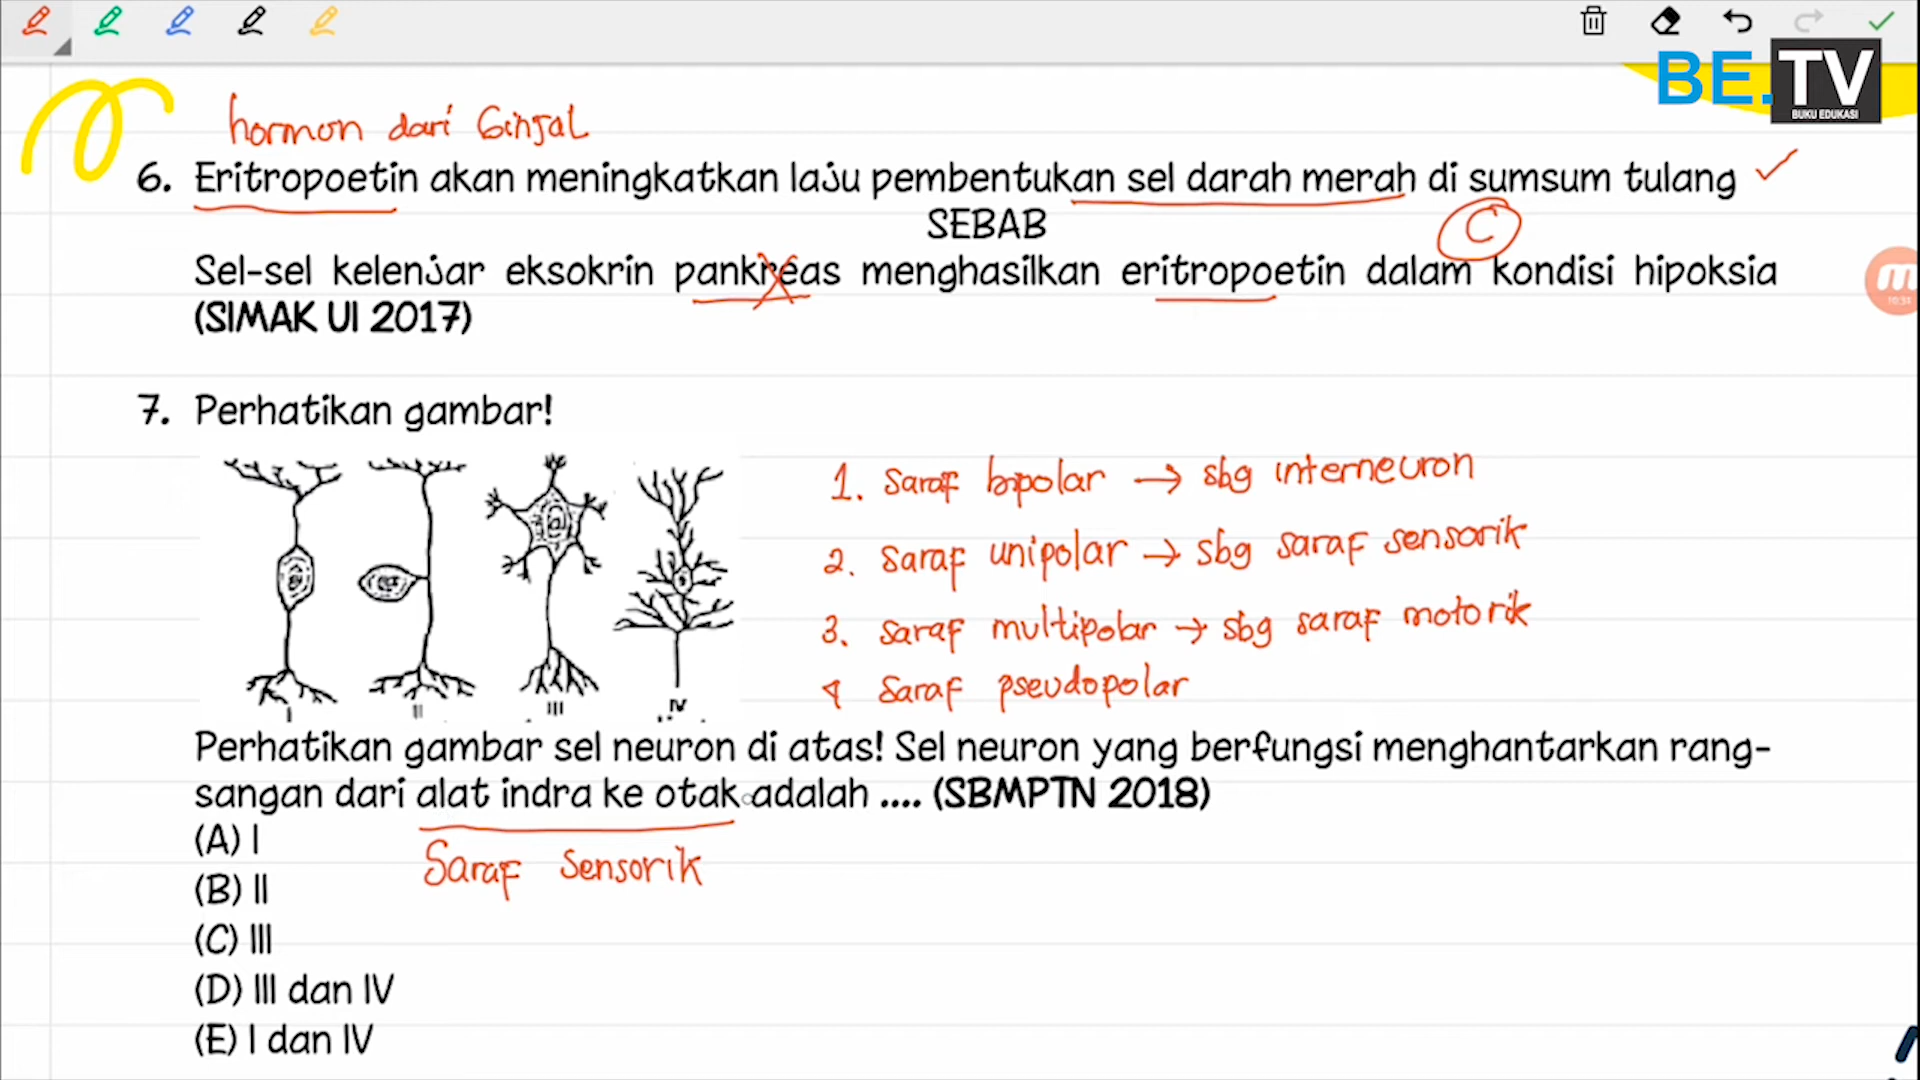 BE.TV
BUKU EDUKASI
hormon dari Ginjal
6. Eritropoetin akan meningkatkan laju pembentukan sel darah merah di sumsum tulang
SEBAB
C
Sel-sel kelenjar eksokrin pankreas menghasilkan eritropoetin dalam kondisi hipoksia
(SIMAK UI 2017)
7. Perhatikan gambar!
1. Saraf bipolar → sbg interneuron
2. Saraf unipolar → sbg saraf sensorik
3. Saraf multipolar → sbg saraf motorik
4 Saraf pseudopolar
I II III IV
Perhatikan gambar sel neuron di atas! Sel neuron yang berfungsi menghantarkan rang-
sangan dari alat indra ke otak adalah .... (SBMPTN 2018)
(A) I
Saraf Sensorik
(B) II
(C) III
(D) III dan IV
(E) I dan IV